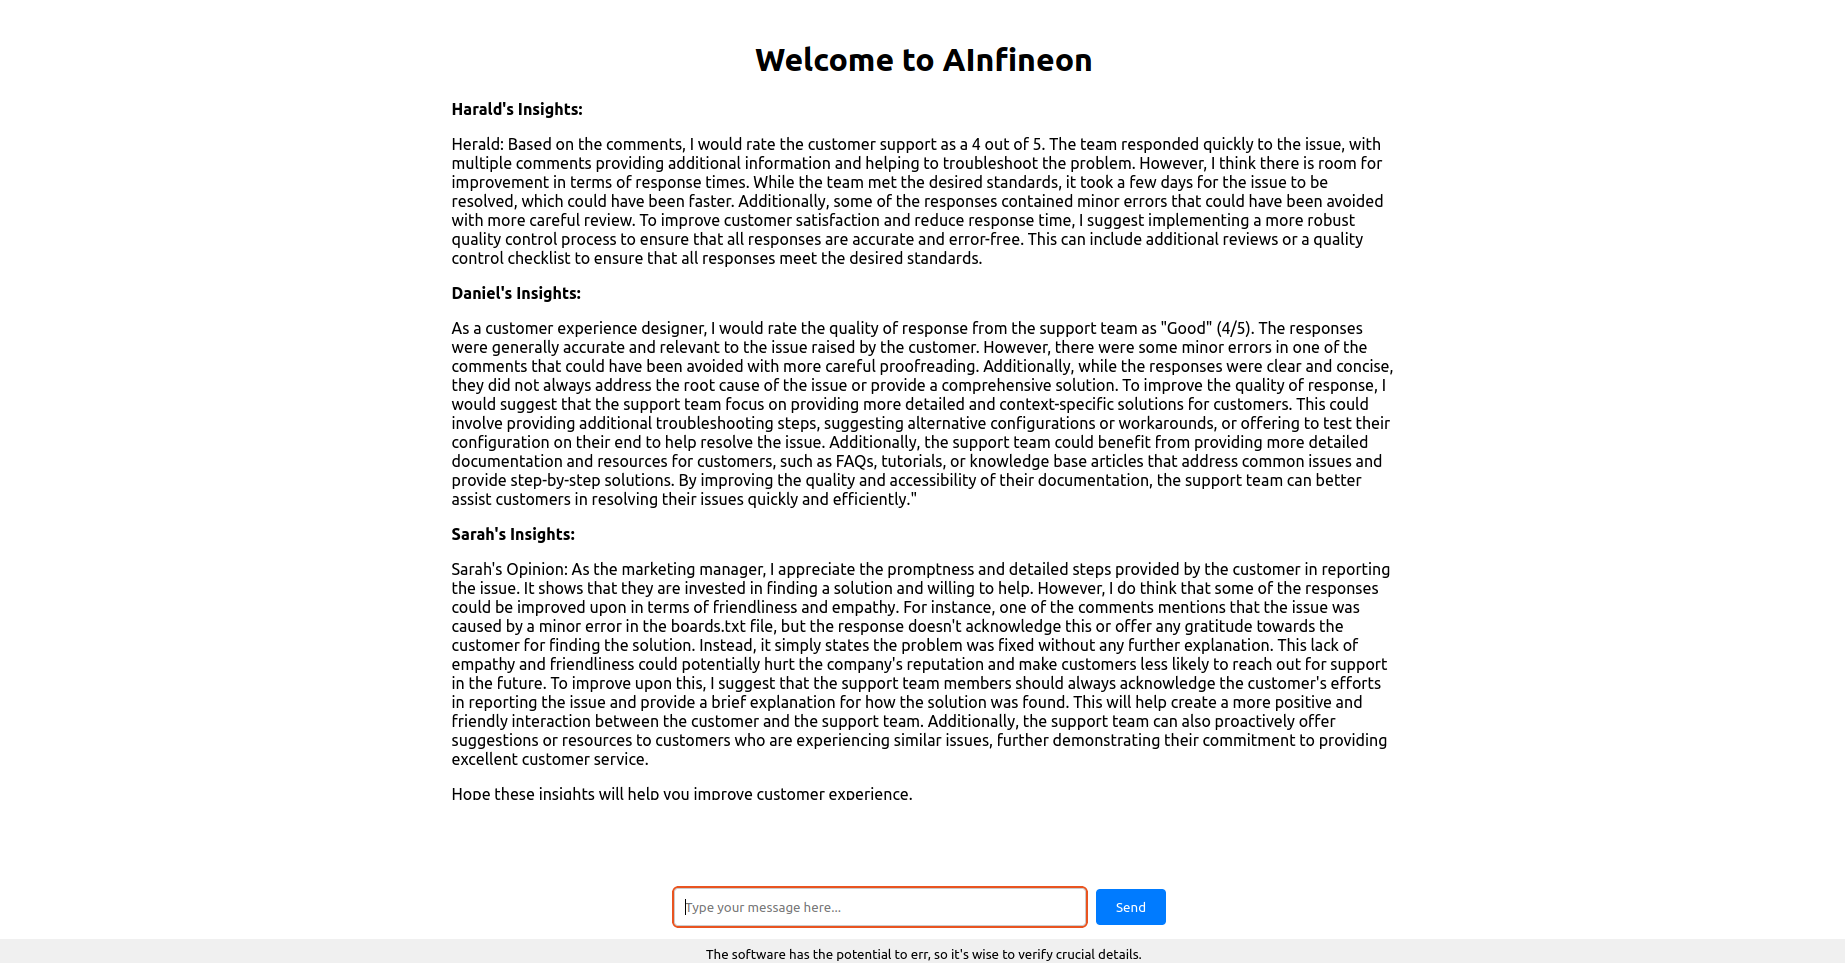 Welcome to AInfineon
Harald's Insights:
Herald: Based on the comments, I would rate the customer support as a 4 out of 5. The team responded quickly to the issue, with
multiple comments providing additional information and helping to troubleshoot the problem. However, I think there is room for
improvement in terms of response times. While the team met the desired standards, it took a few days for the issue to be
resolved, which could have been faster. Additionally, some of the responses contained minor errors that could have been avoided
with more careful review. To improve customer satisfaction and reduce response time, I suggest implementing a more robust
quality control process to ensure that all responses are accurate and error-free. This can include additional reviews or a quality
control checklist to ensure that all responses meet the desired standards.
Daniel's Insights:
As a customer experience designer, I would rate the quality of response from the support team as "Good" (4/5). The responses
were generally accurate and relevant to the issue raised by the customer. However, there were some minor errors in one of the
comments that could have been avoided with more careful proofreading. Additionally, while the responses were clear and concise,
they did not always address the root cause of the issue or provide a comprehensive solution. To improve the quality of response, I
would suggest that the support team focus on providing more detailed and context-specific solutions for customers. This could
involve providing additional troubleshooting steps, suggesting alternative configurations or workarounds, or offering to test their
configuration on their end to help resolve the issue. Additionally, the support team could benefit from providing more detailed
documentation and resources for customers, such as FAQs, tutorials, or knowledge base articles that address common issues and
provide step-by-step solutions. By improving the quality and accessibility of their documentation, the support team can better
assist customers in resolving their issues quickly and efficiently."
Sarah's Insights:
Sarah's Opinion: As the marketing manager, I appreciate the promptness and detailed steps provided by the customer in reporting
the issue. It shows that they are invested in finding a solution and willing to help. However, I do think that some of the responses
could be improved upon in terms of friendliness and empathy. For instance, one of the comments mentions that the issue was
caused by a minor error in the boards.txt file, but the response doesn't acknowledge this or offer any gratitude towards the
customer for finding the solution. Instead, it simply states the problem was fixed without any further explanation. This lack of
empathy and friendliness could potentially hurt the company's reputation and make customers less likely to reach out for support
in the future. To improve upon this, I suggest that the support team members should always acknowledge the customer's efforts
in reporting the issue and provide a brief explanation for how the solution was found. This will help create a more positive and
friendly interaction between the customer and the support team. Additionally, the support team can also proactively offer
suggestions or resources to customers who are experiencing similar issues, further demonstrating their commitment to providing
excellent customer service.
Hope these insights will help you improve customer experience.
Type your message here...
Send
The software has the potential to err, so it's wise to verify crucial details.